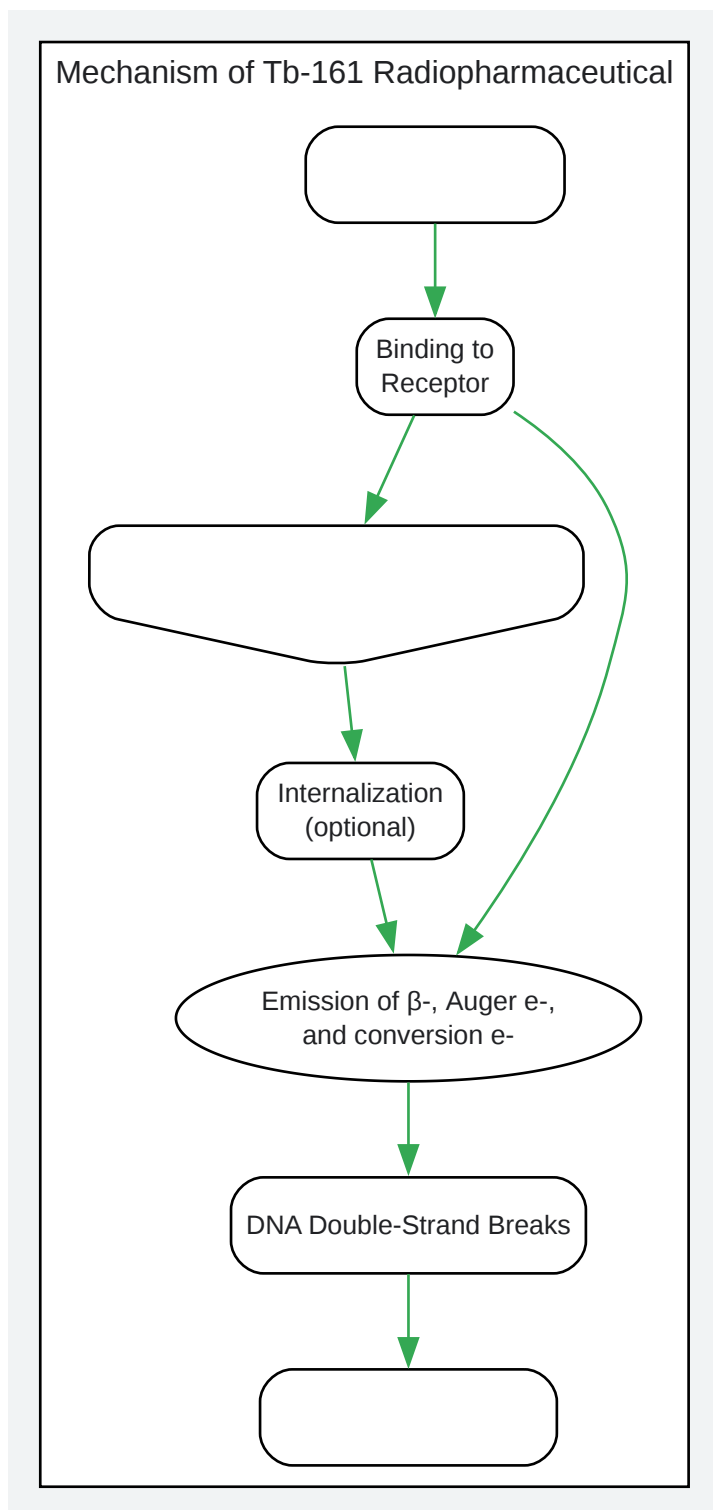 Mechanism of Tb-161 Radiopharmaceutical
Binding to
Receptor
Internalization
(optional)
Emission of β-, Auger e-,
and conversion e-
DNA Double-Strand Breaks